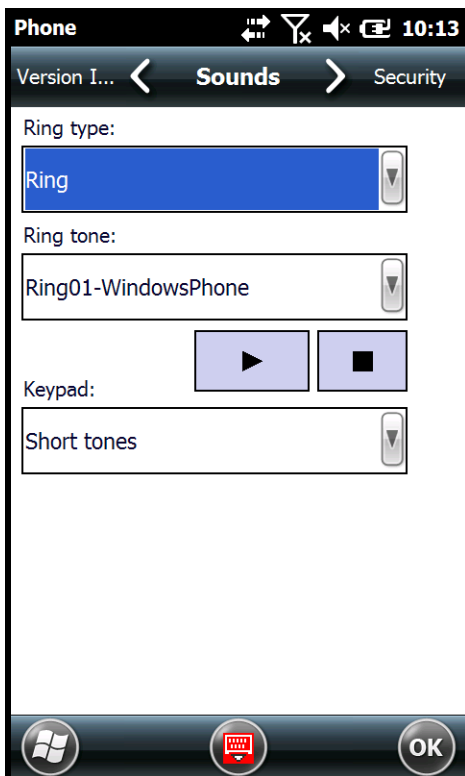 Phone 10:13
Version I... Sounds Security
Ring type:
Ring
Ring tone:
Ring01-WindowsPhone
Keypad:
Short tones
OK